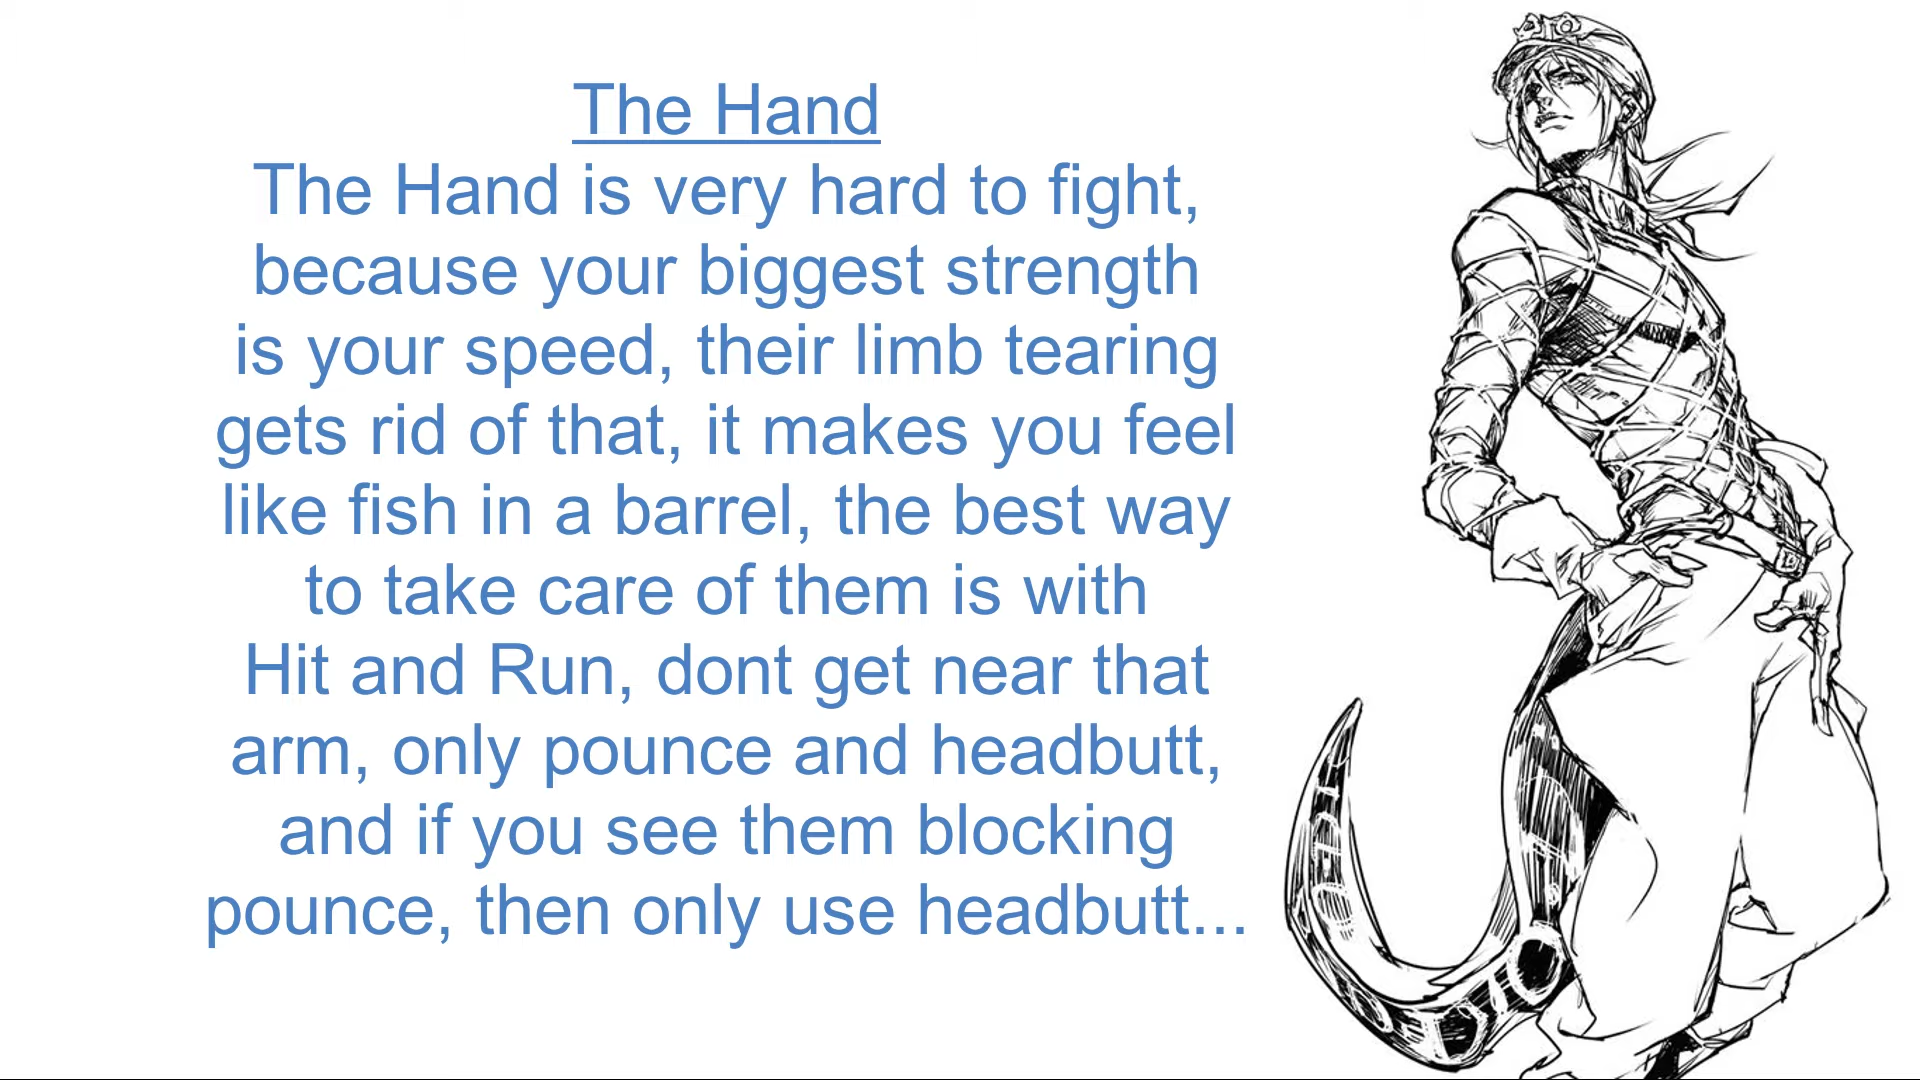 The Hand
The Hand is very hard to fight,
because your biggest strength
is your speed, their limb tearing
gets rid of that, it makes you feel
like fish in a barrel, the best way
to take care of them is with
Hit and Run, dont get near that
arm, only pounce and headbutt,
and if you see them blocking
pounce, then only use headbutt...